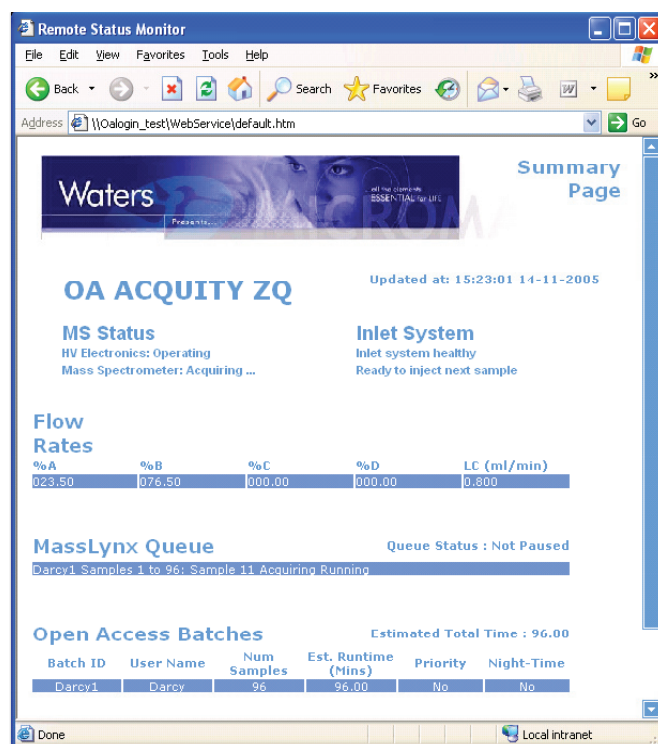 Remote Status Monitor
File Edit View Favorites Tools Help
Back Search Favorites »
Address \\Oalogin_test\WebService\default.htm Go
Waters
Presents...
...all the elements
ESSENTIAL for LIFE
MICROMA
Summary
Page
OA ACQUITY ZQ
Updated at: 15:23:01 14-11-2005
MS Status Inlet System
HV Electronics: Operating Inlet system healthy
Mass Spectrometer: Acquiring ... Ready to inject next sample
Flow
Rates
%A %B %C %D LC (ml/min)
023.50 076.50 000.00 000.00 0.800
MassLynx Queue Queue Status : Not Paused
Darcy1 Samples 1 to 96: Sample 11 Acquiring Running
Open Access Batches Estimated Total Time : 96.00
Batch ID User Name Num Samples Est. Runtime (Mins) Priority Night-Time
Darcy1 Darcy 96 96.00 No No
Done Local intranet